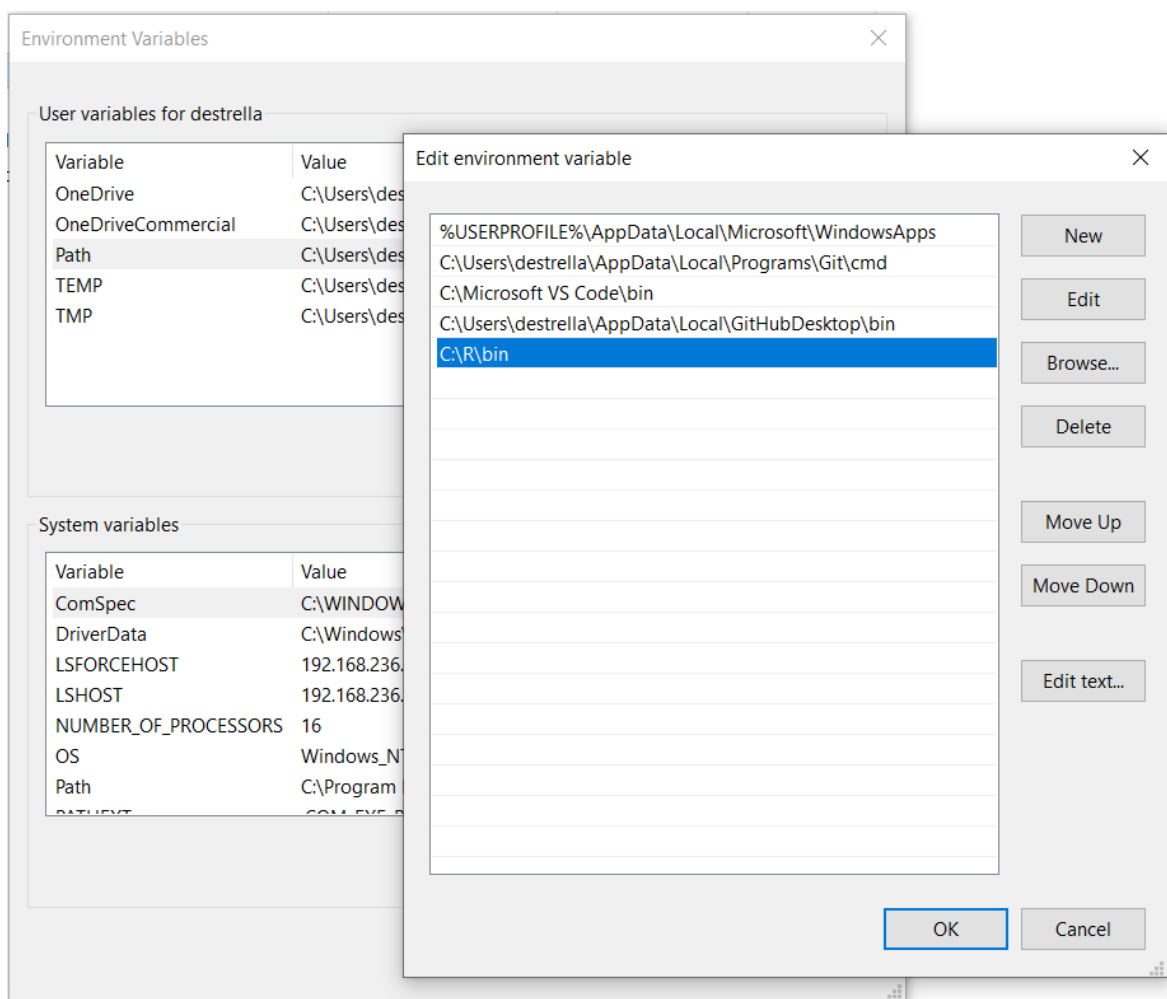 Environment Variables
User variables for destrella
Variable Value
OneDrive C:\Users\des
OneDriveCommercial C:\Users\des
Path C:\Users\des
TEMP C:\Users\des
TMP C:\Users\des
System variables
Variable Value
ComSpec C:\WINDOW
DriverData C:\Windows\
LSFORCEHOST 192.168.236.
LSHOST 192.168.236.
NUMBER_OF_PROCESSORS 16
OS Windows_NT
Path C:\Program
Edit environment variable
%USERPROFILE%\AppData\Local\Microsoft\WindowsApps
C:\Users\destrella\AppData\Local\Programs\Git\cmd
C:\Microsoft VS Code\bin
C:\Users\destrella\AppData\Local\GitHubDesktop\bin
C:\R\bin
New
Edit
Browse...
Delete
Move Up
Move Down
Edit text...
OK
Cancel